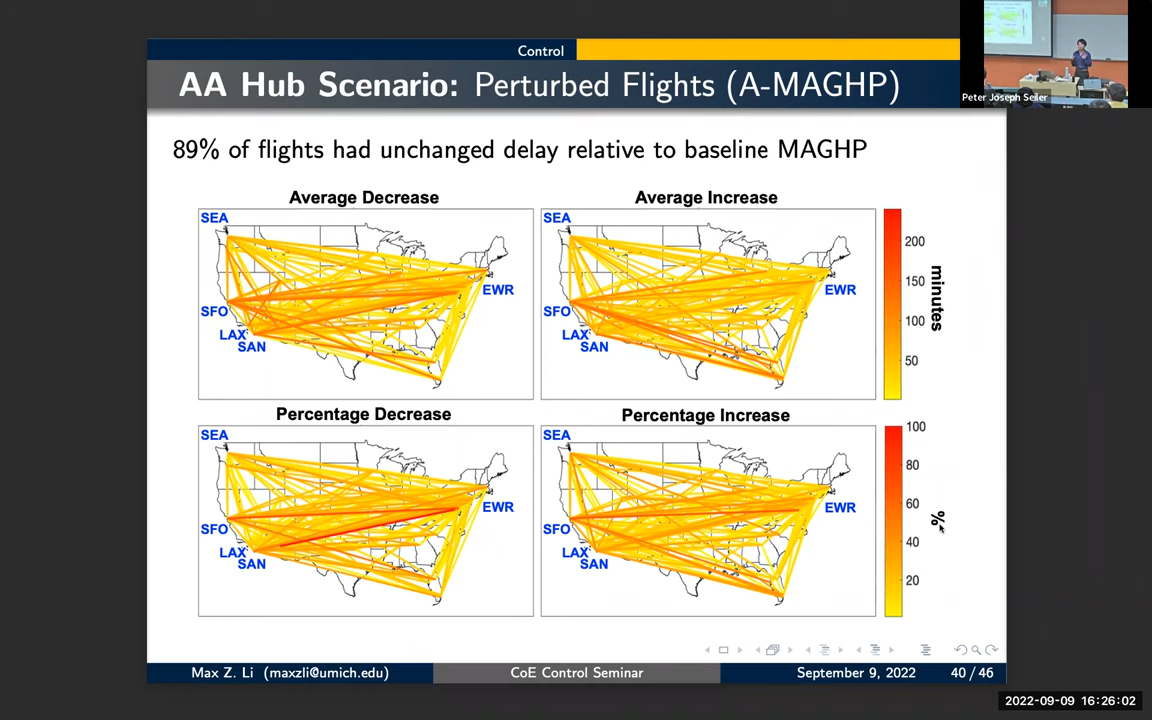 Control
AA Hub Scenario: Perturbed Flights (A-MAGHP)
Peter Joseph Seiler
89% of flights had unchanged delay relative to baseline MAGHP
Average Decrease
SEA
SFO
LAX
SAN
EWR
Average Increase
SEA
SFO
LAX
SAN
EWR
200
150
100
50
minutes
Percentage Decrease
SEA
SFO
LAX
SAN
EWR
Percentage Increase
SEA
SFO
LAX
SAN
EWR
100
80
60
40
20
%
Max Z. Li (maxzli@umich.edu) CoE Control Seminar September 9, 2022 40 / 46
2022-09-09 16:26:02